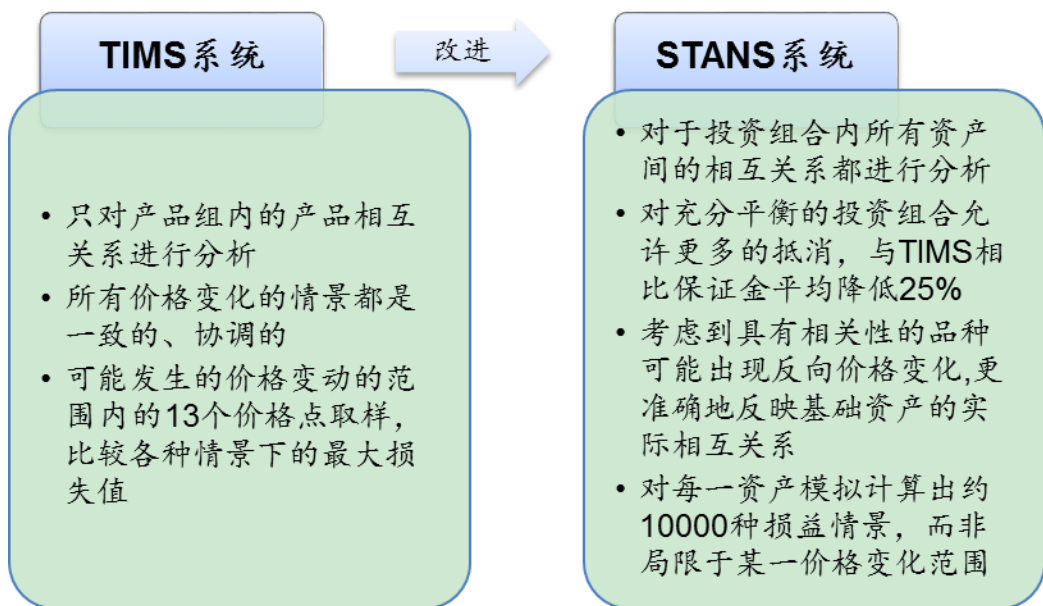 TIMS系统
改进
STANS系统
• 只对产品组内的产品相互
关系进行分析
• 所有价格变化的情景都是
一致的、协调的
• 可能发生的价格变动的范
围内的13个价格点取样，
比较各种情景下的最大损
失值
• 对于投资组合内所有资产
间的相互关系都进行分析
• 对充分平衡的投资组合允
许更多的抵消，与TIMS相
比保证金平均降低25%
• 考虑到具有相关性的品种
可能出现反向价格变化,更
准确地反映基础资产的实
际相互关系
• 对每一资产模拟计算出约
10000种损益情景，而非
局限于某一价格变化范围